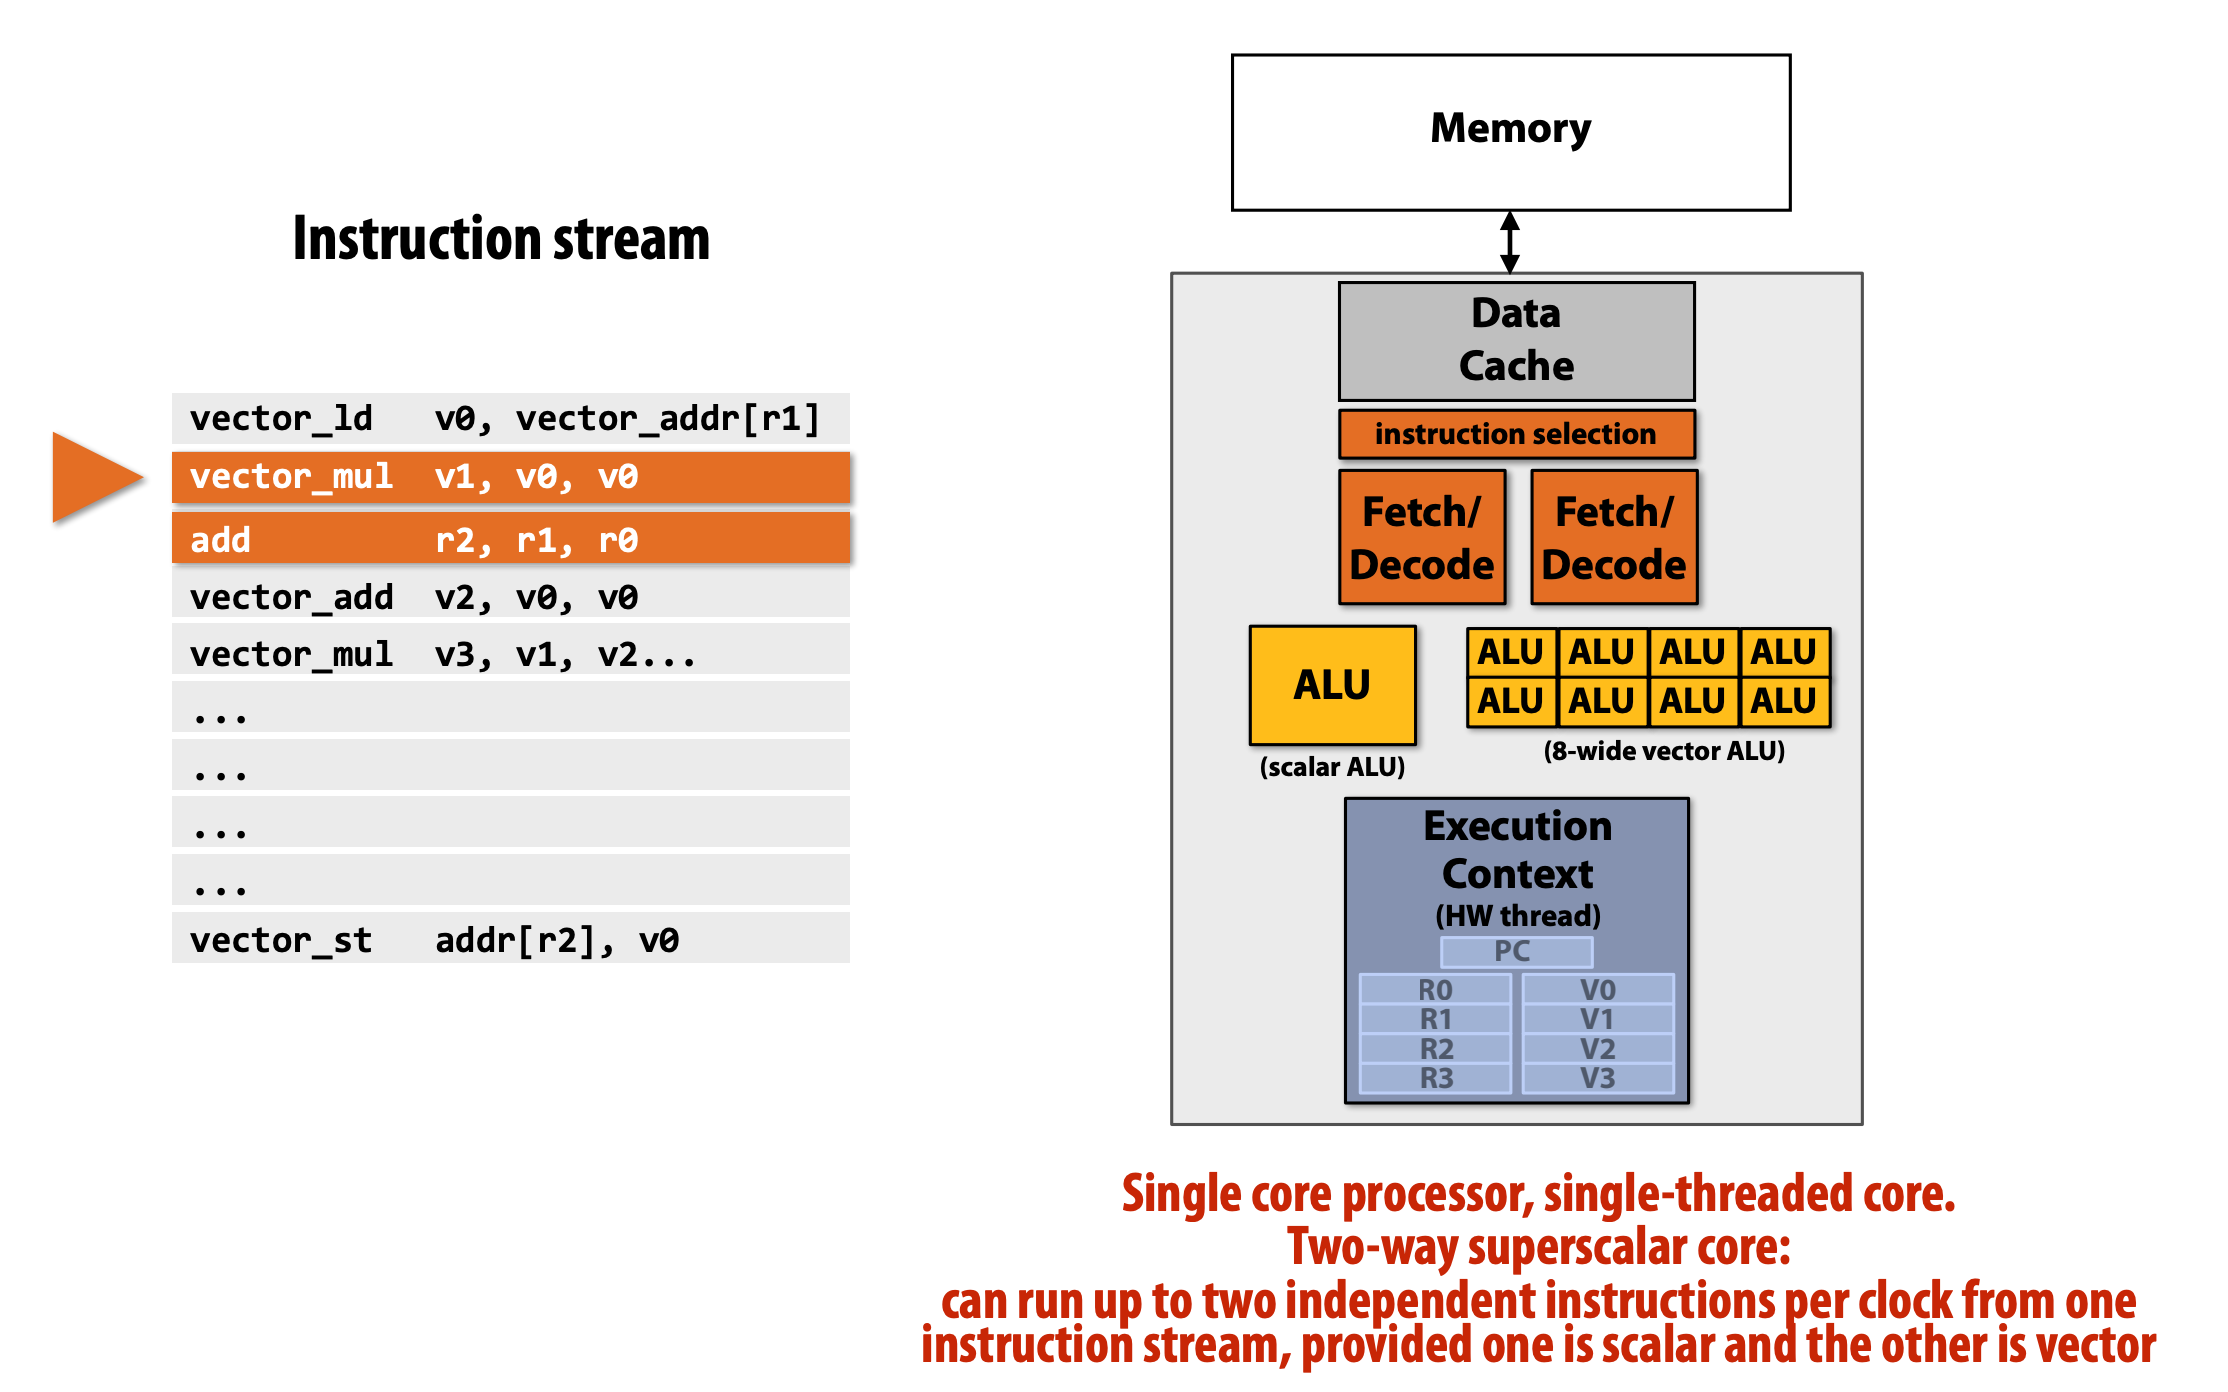 Instruction stream
vector_ld v0, vector_addr[r1]
vector_mul v1, v0, v0
add r2, r1, r0
vector_add v2, v0, v0
vector_mul v3, v1, v2...
...
...
...
...
vector_st addr[r2], v0
Memory
Data
Cache
instruction selection
Fetch/
Decode
Fetch/
Decode
ALU
(scalar ALU)
ALU ALU ALU ALU
ALU ALU ALU ALU
(8-wide vector ALU)
Execution
Context
(HW thread)
PC
R0 V0
R1 V1
R2 V2
R3 V3
Single core processor, single-threaded core.
Two-way superscalar core:
can run up to two independent instructions per clock from one
instruction stream, provided one is scalar and the other is vector